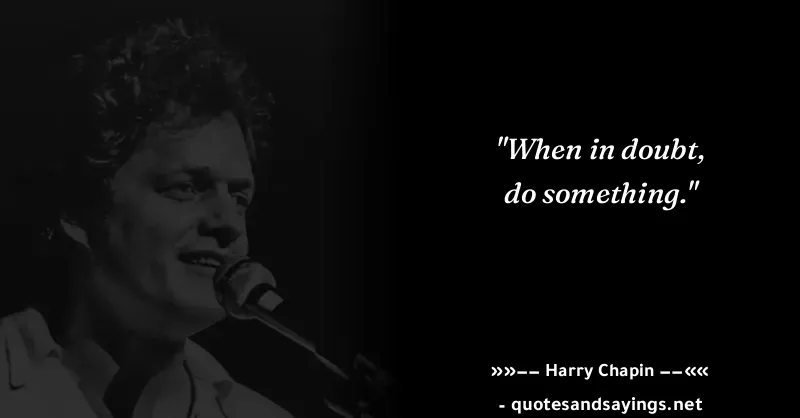 "When in doubt,
do something."
»»–– Harry Chapin ––««
- quotesandsayings.net